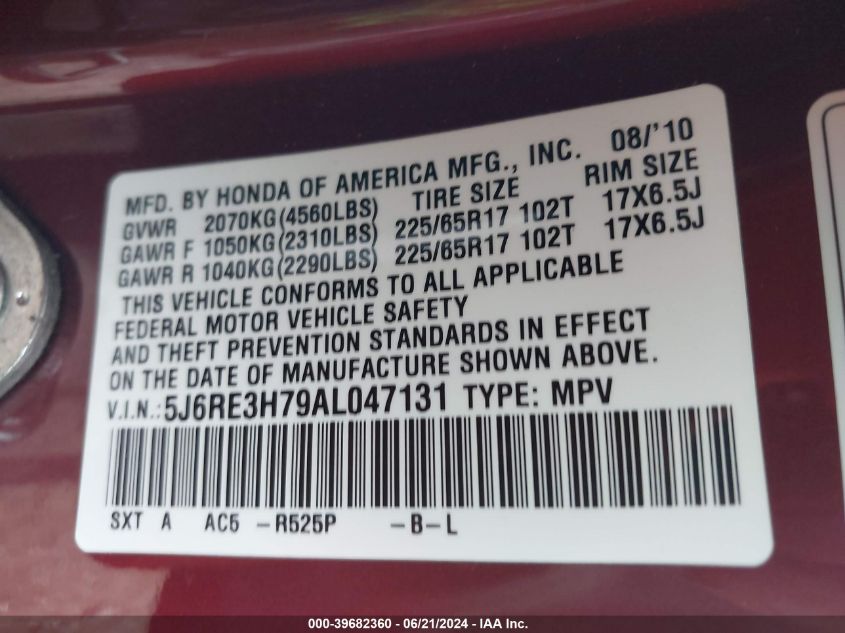 MFD. BY HONDA OF AMERICA MFG., INC. 08/'10
GVWR 2070KG(4560LBS) TIRE SIZE RIM SIZE
GAWR F 1050KG(2310LBS) 225/65R17 102T 17X6.5J
GAWR R 1040KG(2290LBS) 225/65R17 102T 17X6.5J
THIS VEHICLE CONFORMS TO ALL APPLICABLE
FEDERAL MOTOR VEHICLE SAFETY
AND THEFT PREVENTION STANDARDS IN EFFECT
ON THE DATE OF MANUFACTURE SHOWN ABOVE.
V.I.N.:5J6RE3H79AL047131 TYPE: MPV
SXT A AC5 -R525P -B-L
000-39682360 - 06/21/2024 - IAA Inc.